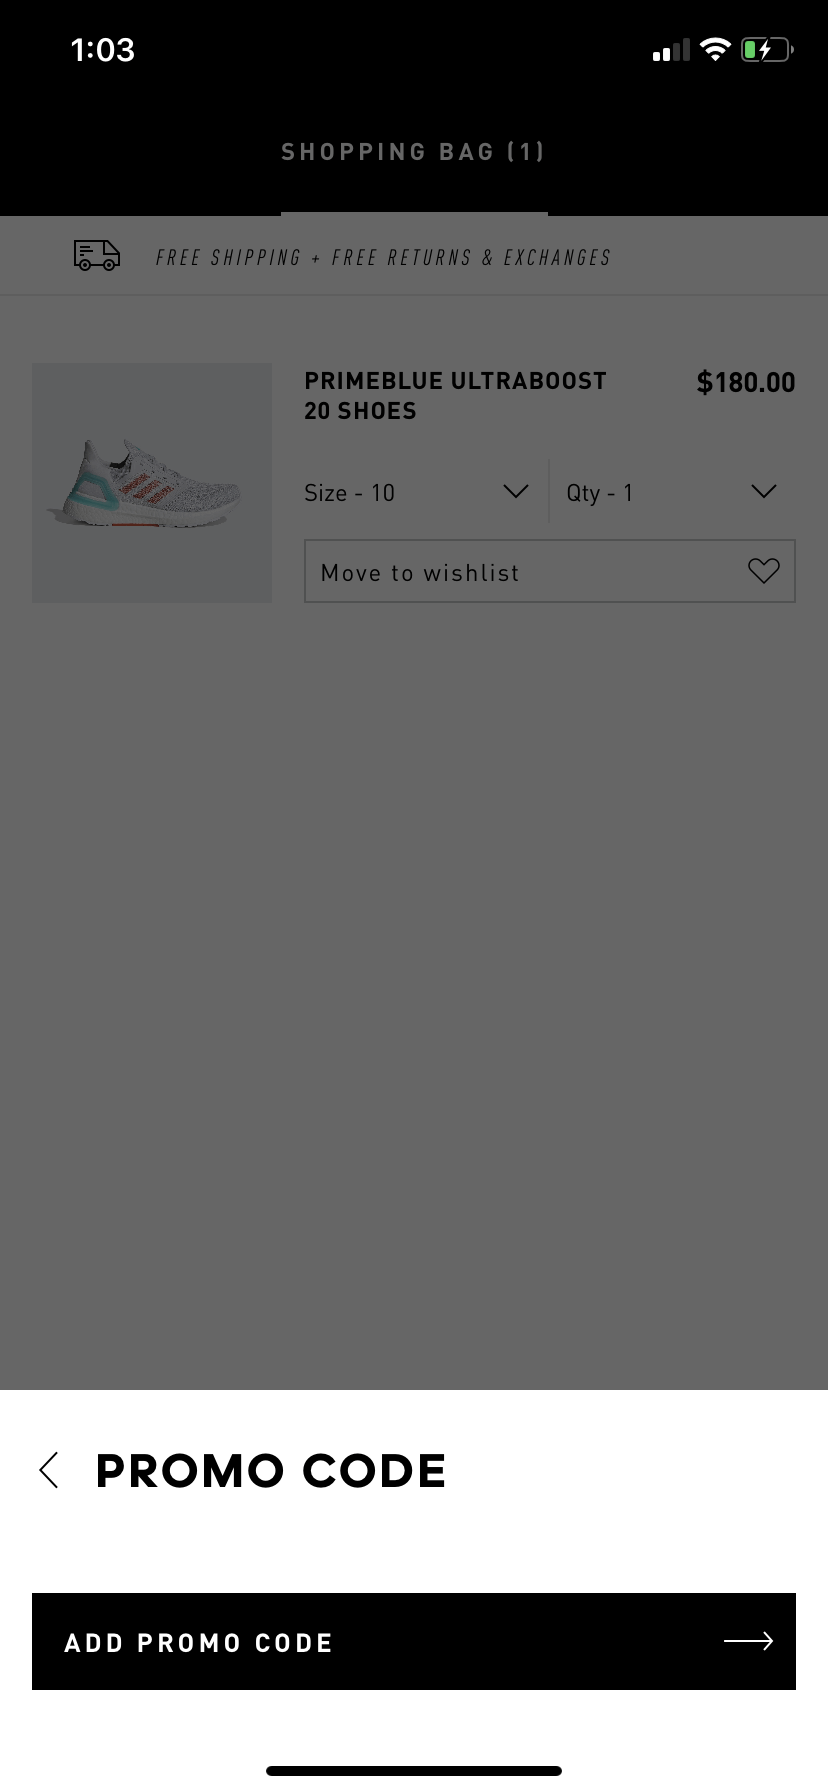 1:03
SHOPPING BAG (1)
FREE SHIPPING + FREE RETURNS & EXCHANGES
PRIMEBLUE ULTRABOOST
20 SHOES
$180.00
Size - 10
Qty - 1
Move to wishlist
PROMO CODE
ADD PROMO CODE